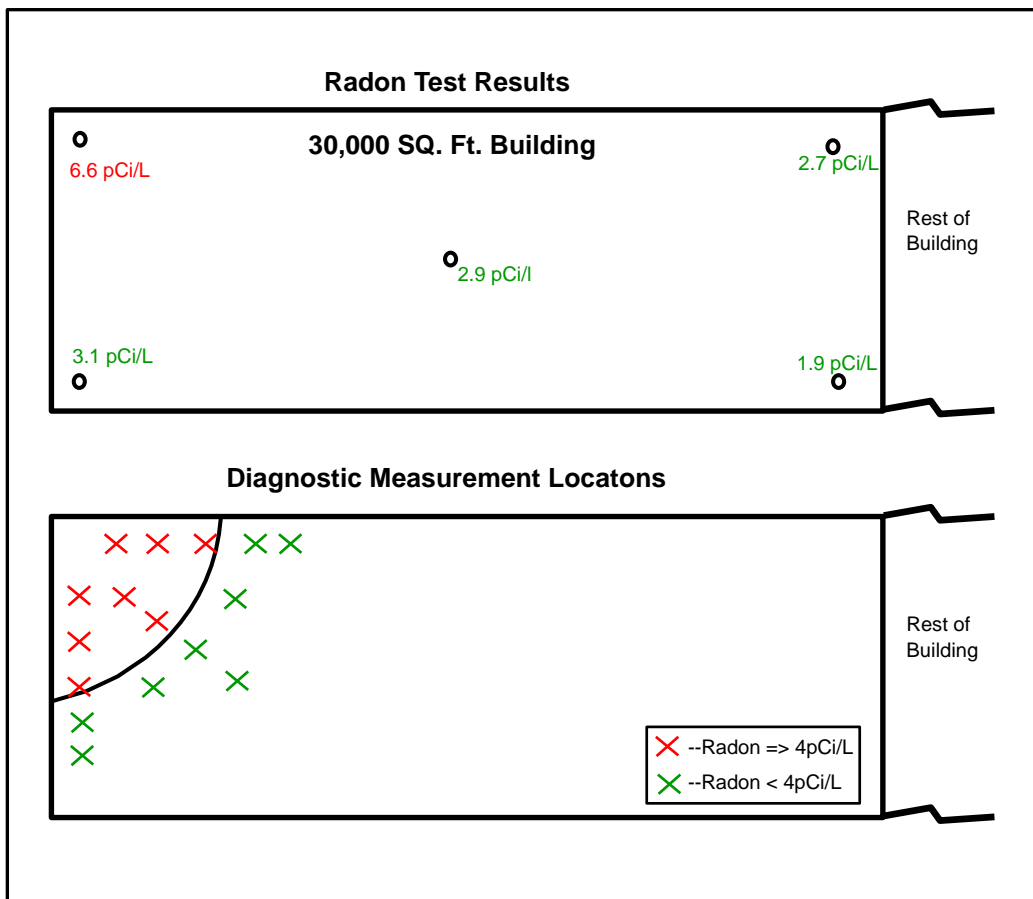 Radon Test Results
30,000 SQ. Ft. Building
6.6 pCi/L
2.7 pCi/L
Rest of
Building
2.9 pCi/l
3.1 pCi/L
1.9 pCi/L
Diagnostic Measurement Locatons
Rest of
Building
--Radon => 4pCi/L
--Radon < 4pCi/L